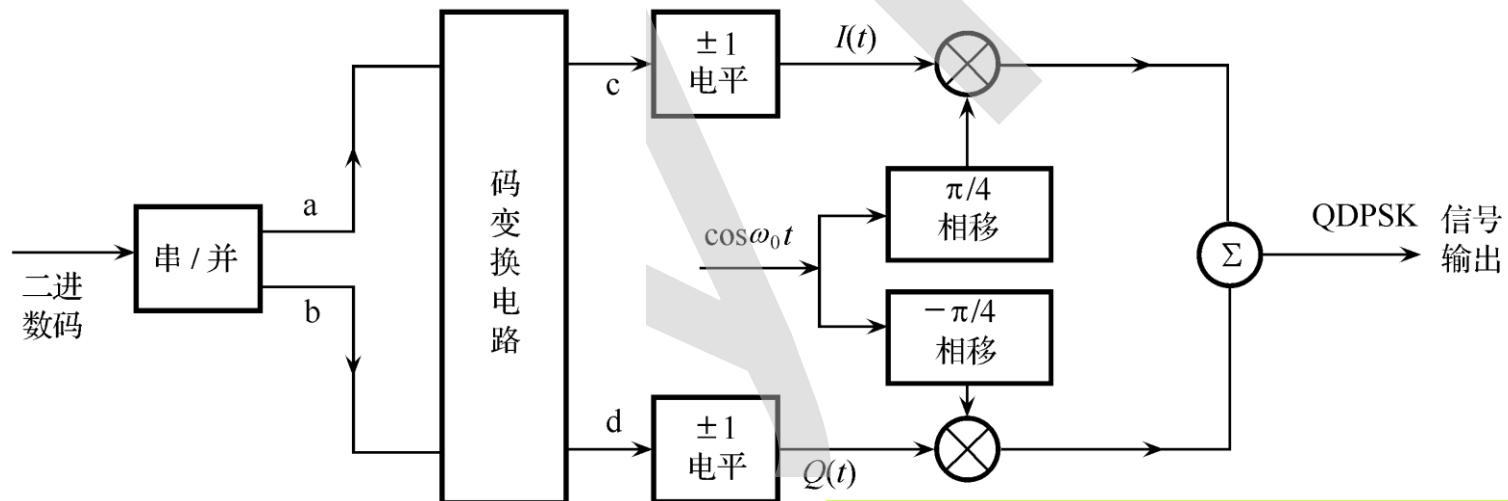 二进
数码
串 / 并
a
b
码
变
换
电
路
c
d
± 1
电平
± 1
电平
I(t)
Q(t)
cosω₀t
π/4
相移
−π/4
相移
Σ
QDPSK 信号
输出